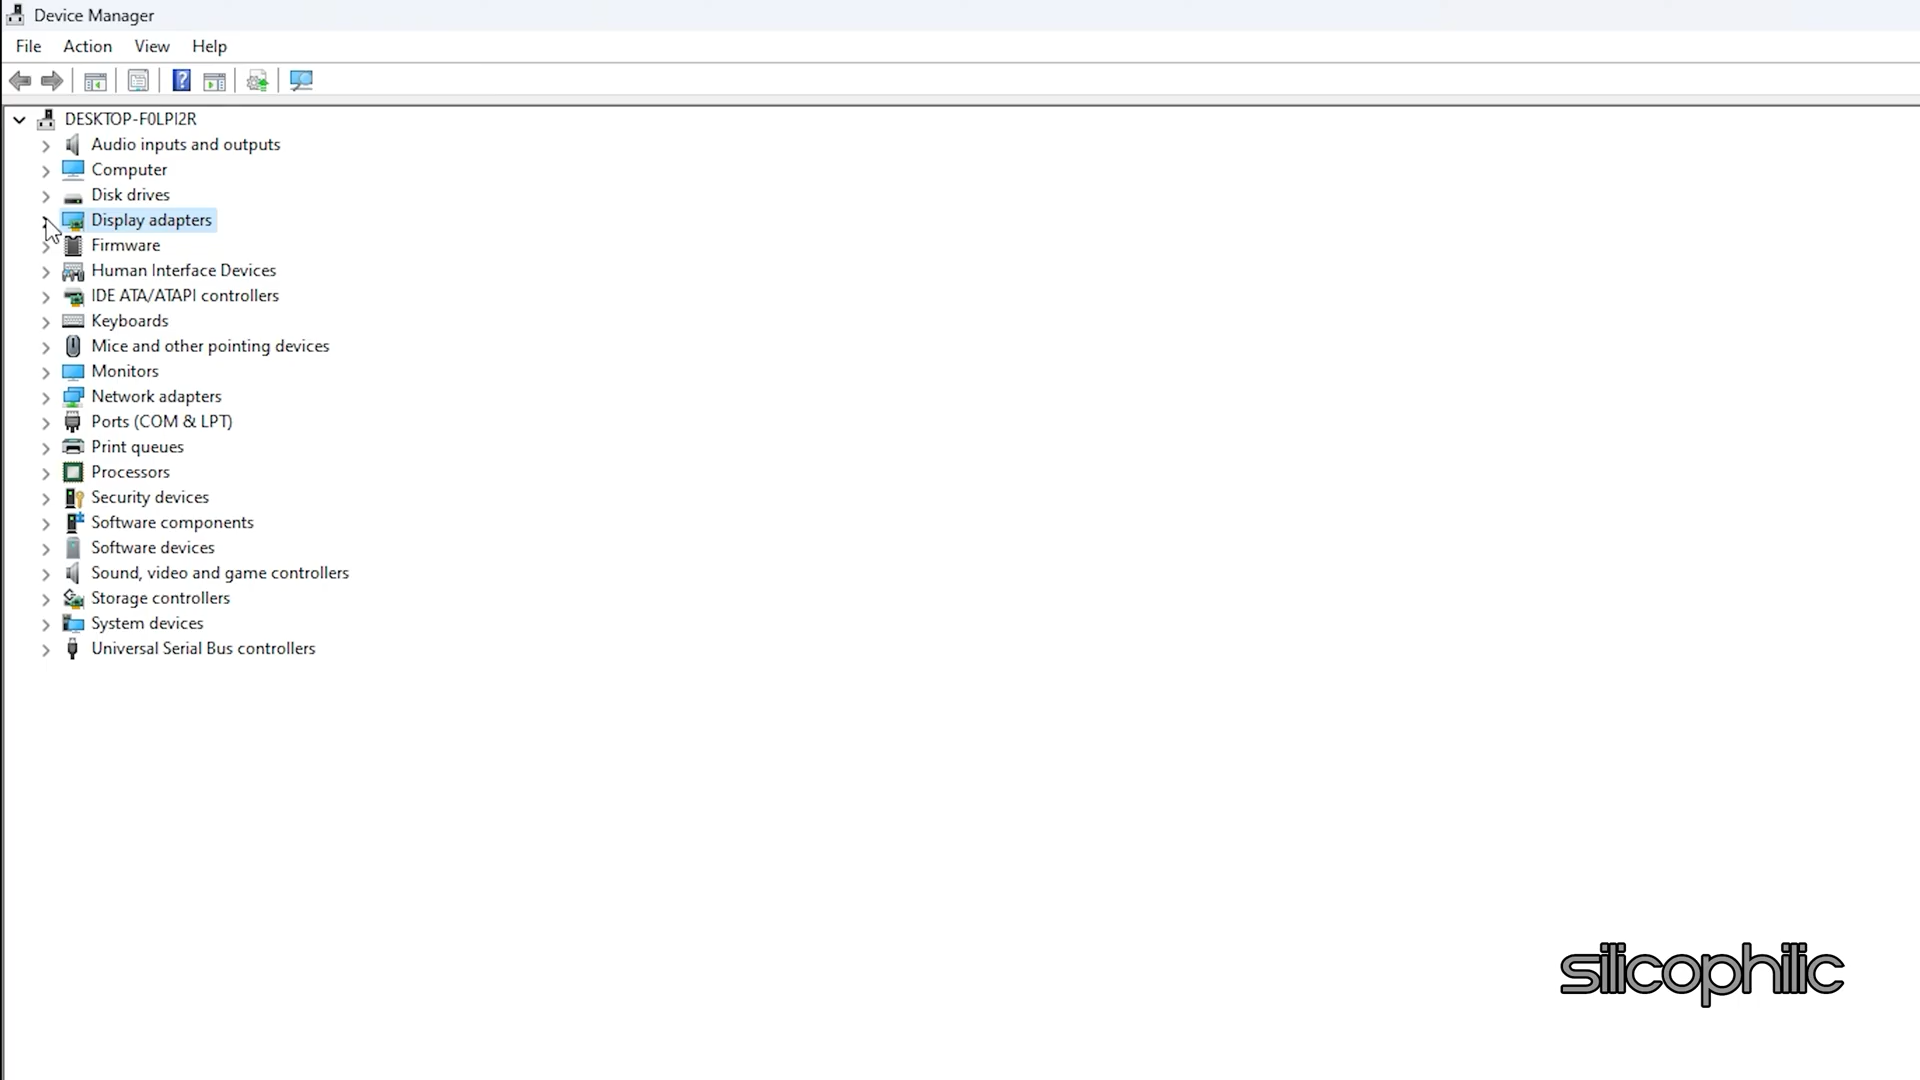 Device Manager
File Action View Help
DESKTOP-F0LPI2R
Audio inputs and outputs
Computer
Disk drives
Display adapters
Firmware
Human Interface Devices
IDE ATA/ATAPI controllers
Keyboards
Mice and other pointing devices
Monitors
Network adapters
Ports (COM & LPT)
Print queues
Processors
Security devices
Software components
Software devices
Sound, video and game controllers
Storage controllers
System devices
Universal Serial Bus controllers
silicophilic